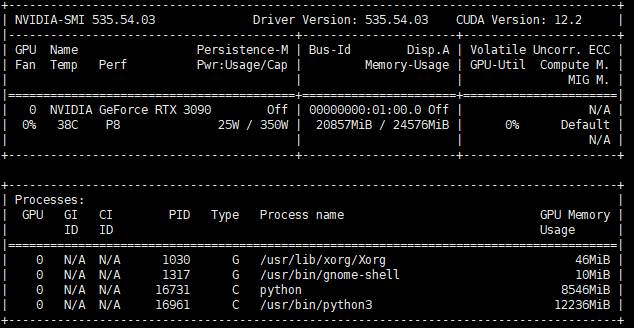 NVIDIA-SMI 535.54.03 Driver Version: 535.54.03 CUDA Version: 12.2
GPU Name Persistence-M | Bus-Id Disp.A | Volatile Uncorr. ECC
Fan Temp Perf Pwr:Usage/Cap | Memory-Usage | GPU-Util Compute M.
MIG M.
0 NVIDIA GeForce RTX 3090 Off | 00000000:01:00.0 Off | N/A
0% 38C P8 25W / 350W | 20857MiB / 24576MiB | 0% Default
N/A
Processes:
GPU GI CI PID Type Process name GPU Memory
ID ID Usage
0 N/A N/A 1030 G /usr/lib/xorg/Xorg 46MiB
0 N/A N/A 1317 G /usr/bin/gnome-shell 10MiB
0 N/A N/A 16731 C python 8546MiB
0 N/A N/A 16961 C /usr/bin/python3 12236MiB